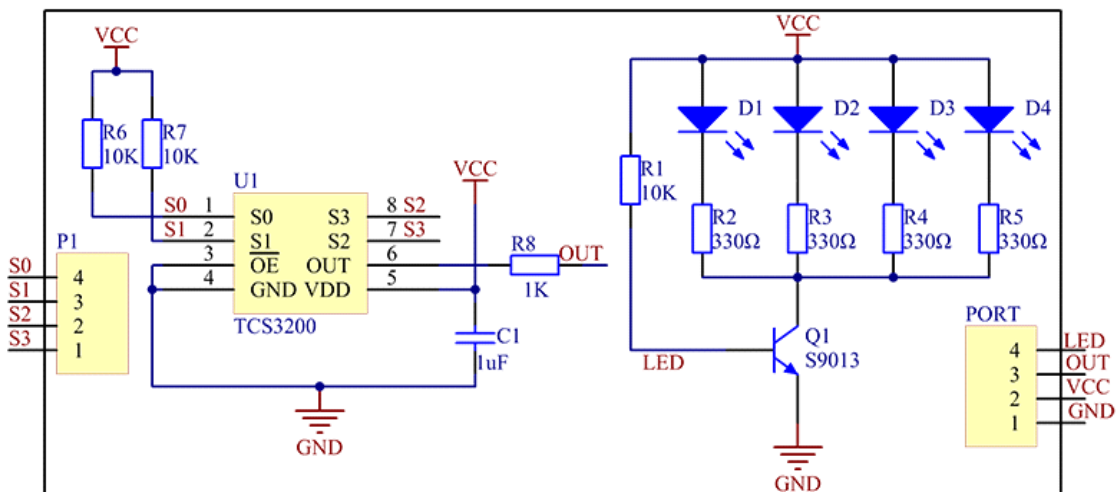 VCC
R6
10K
R7
10K
U1
S0 1 S0 S3 8 S2
S1 2 S1 S2 7 S3
3 OE OUT 6
4 GND VDD 5
TCS3200
VCC
R8
1K
OUT
C1
1uF
GND
P1
S0 4
S1 3
S2 2
S3 1
VCC
D1
D2
D3
D4
R1
10K
R2
330Ω
R3
330Ω
R4
330Ω
R5
330Ω
LED
Q1
S9013
GND
PORT
4 LED
3 OUT
2 VCC
1 GND